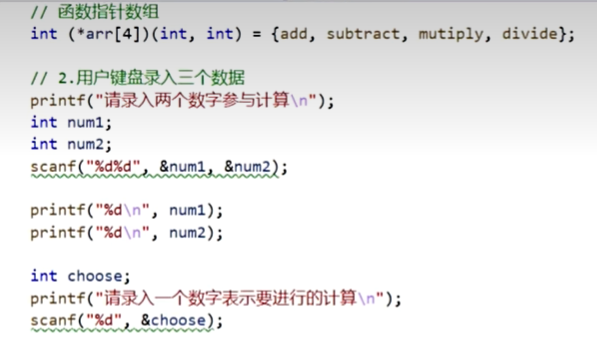 // 函数指针数组
int (*arr[4])(int, int) = {add, subtract, mutiply, divide};
// 2.用户键盘录入三个数据
printf("请录入两个数字参与计算\n");
int num1;
int num2;
scanf("%d%d", &num1, &num2);
printf("%d\n", num1);
printf("%d\n", num2);
int choose;
printf("请录入一个数字表示要进行的计算\n");
scanf("%d", &choose);